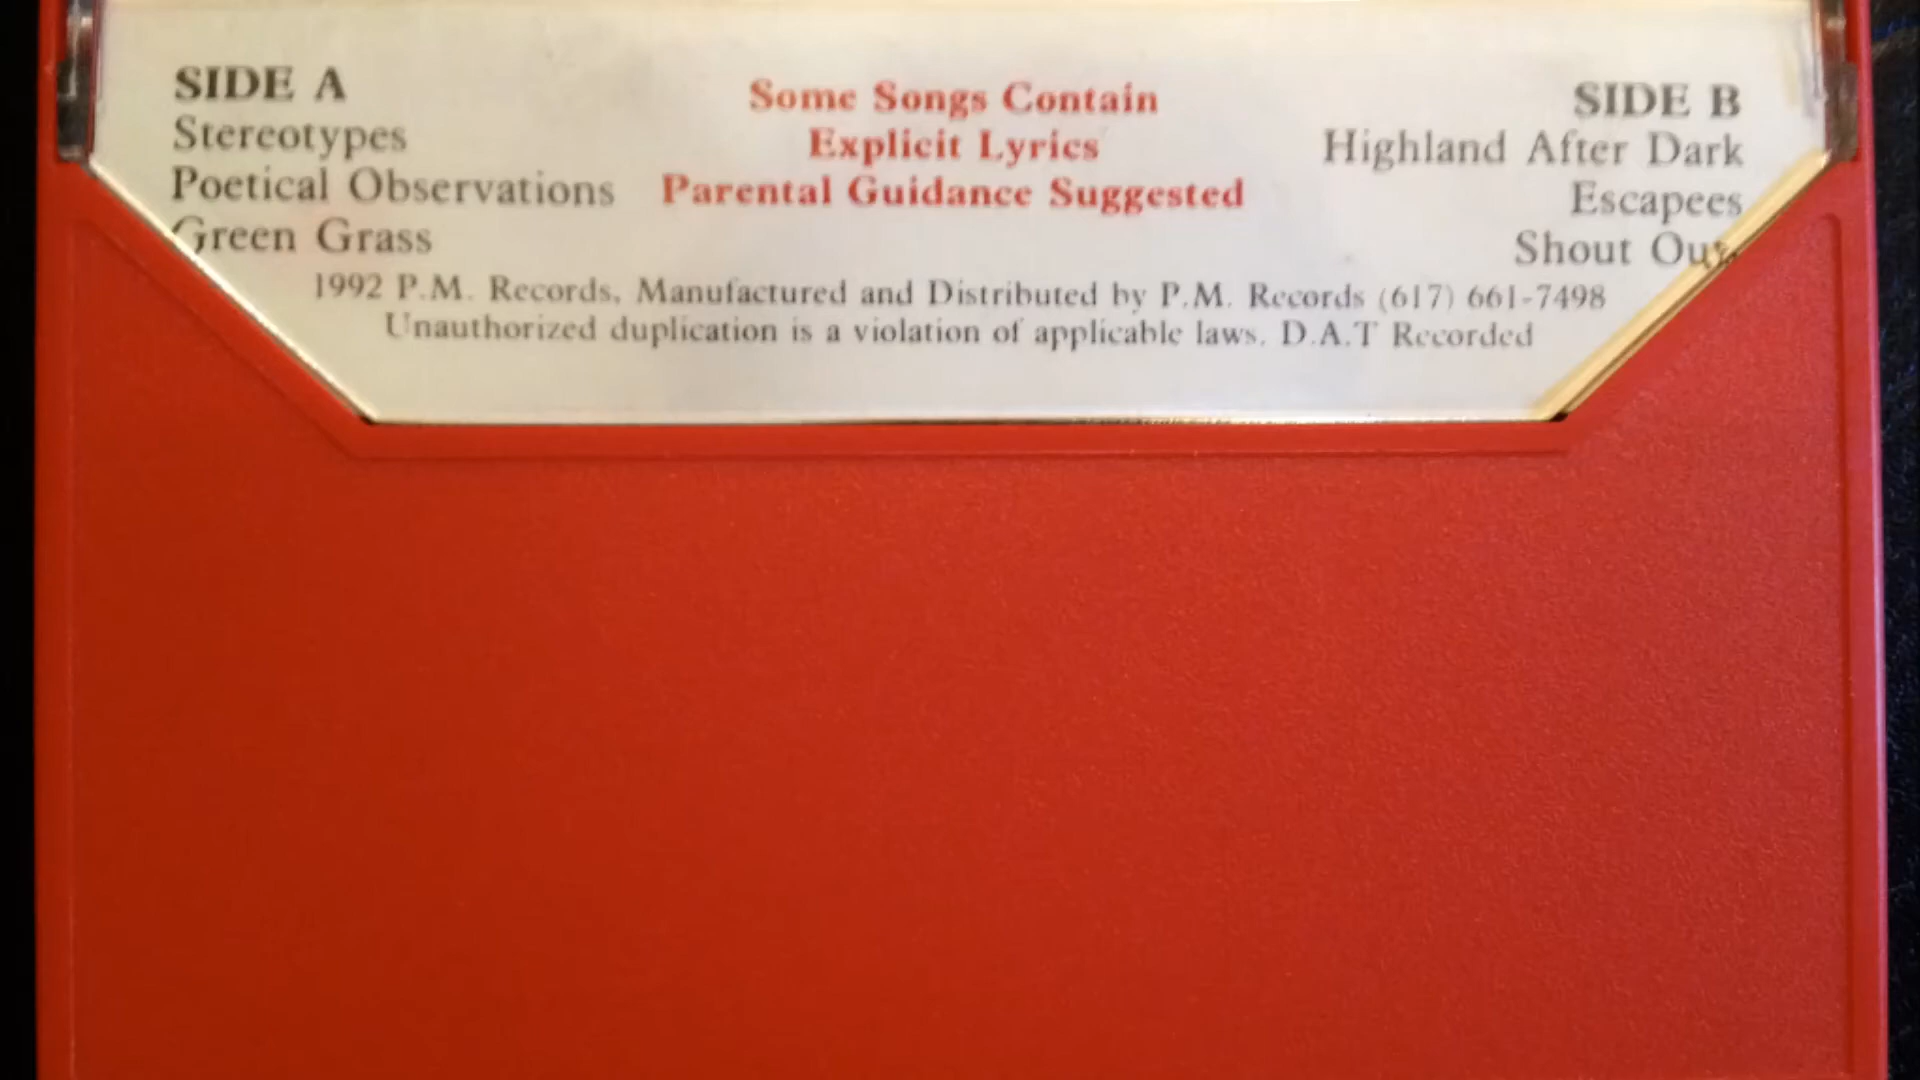 SIDE A
Stereotypes
Poetical Observations
Green Grass
Some Songs Contain
Explicit Lyrics
Parental Guidance Suggested
SIDE B
Highland After Dark
Escapees
Shout Out
1992 P.M. Records, Manufactured and Distributed by P.M. Records (617) 661-7498
Unauthorized duplication is a violation of applicable laws. D.A.T Recorded